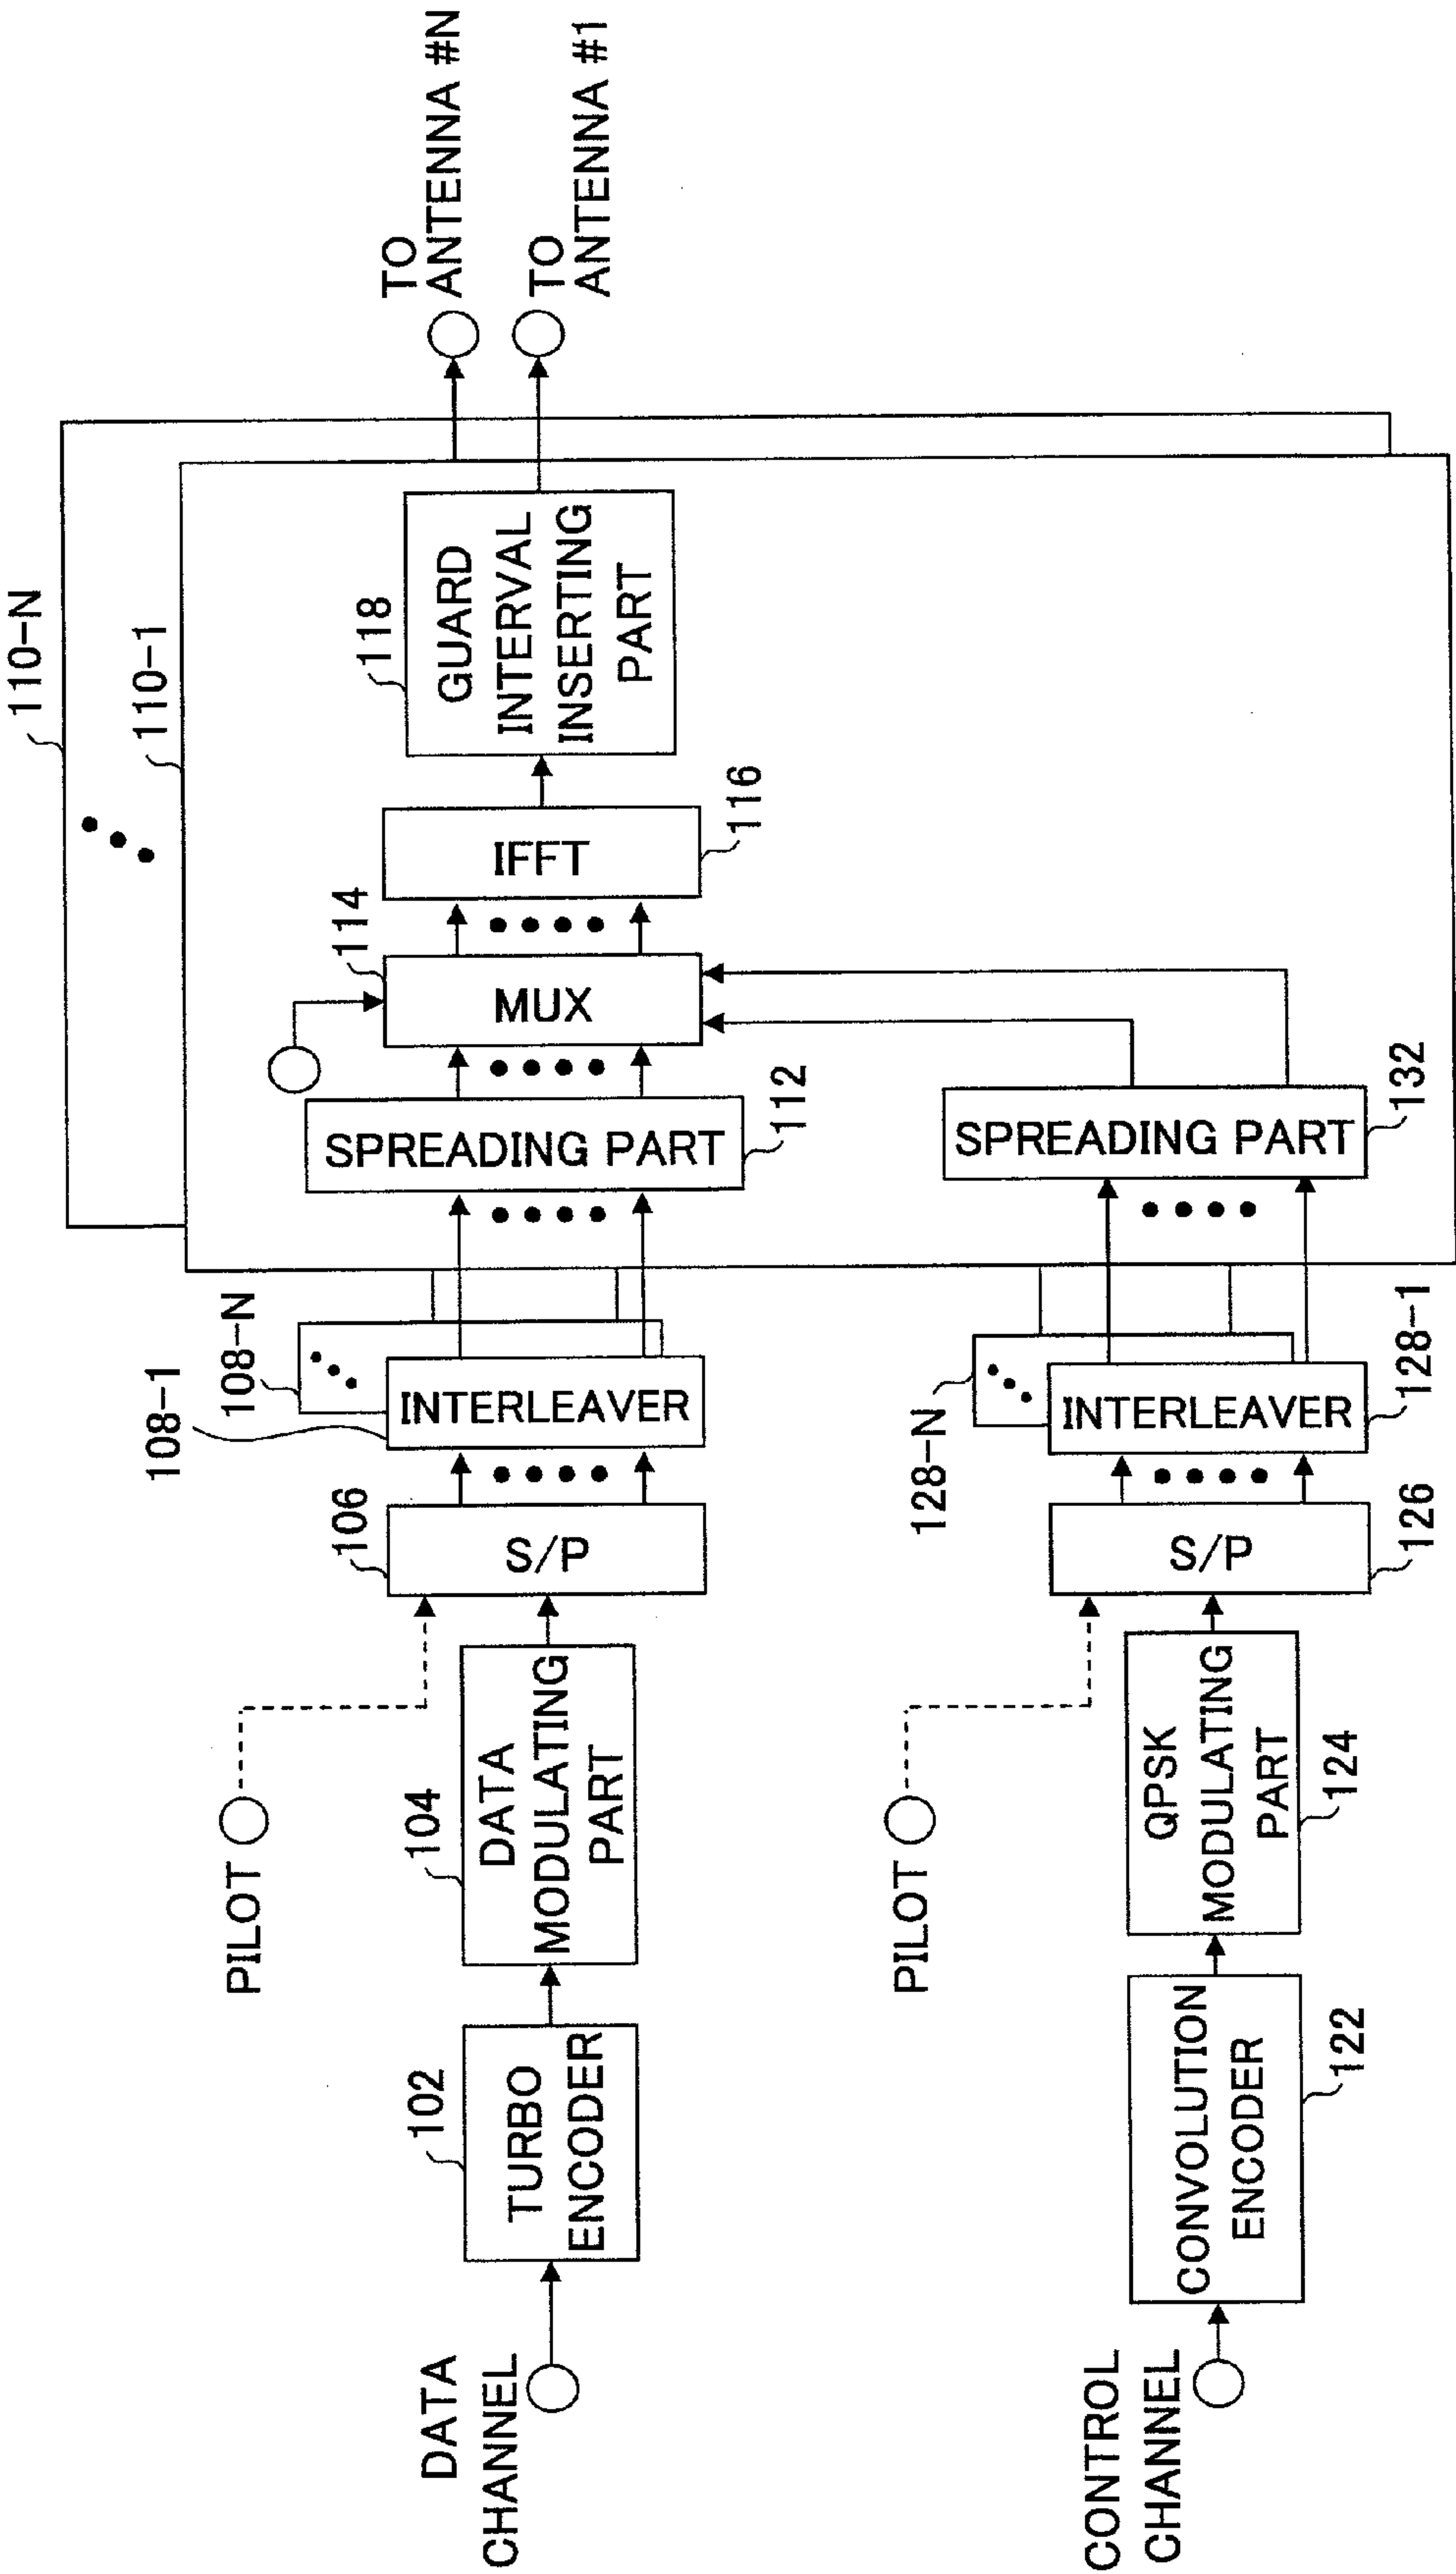 110-N
110-1
TO
ANTENNA #N
TO
ANTENNA #1
DATA
CHANNEL
102
TURBO
ENCODER
PILOT
104
DATA
MODULATING
PART
106
S/P
108-1
108-N
INTERLEAVER
SPREADING PART
112
114
MUX
IFFT
116
118
GUARD
INTERVAL
INSERTING
PART
CONTROL
CHANNEL
CONVOLUTION
ENCODER
122
PILOT
QPSK
MODULATING
PART
124
S/P
126
128-N
INTERLEAVER
128-1
SPREADING PART
132